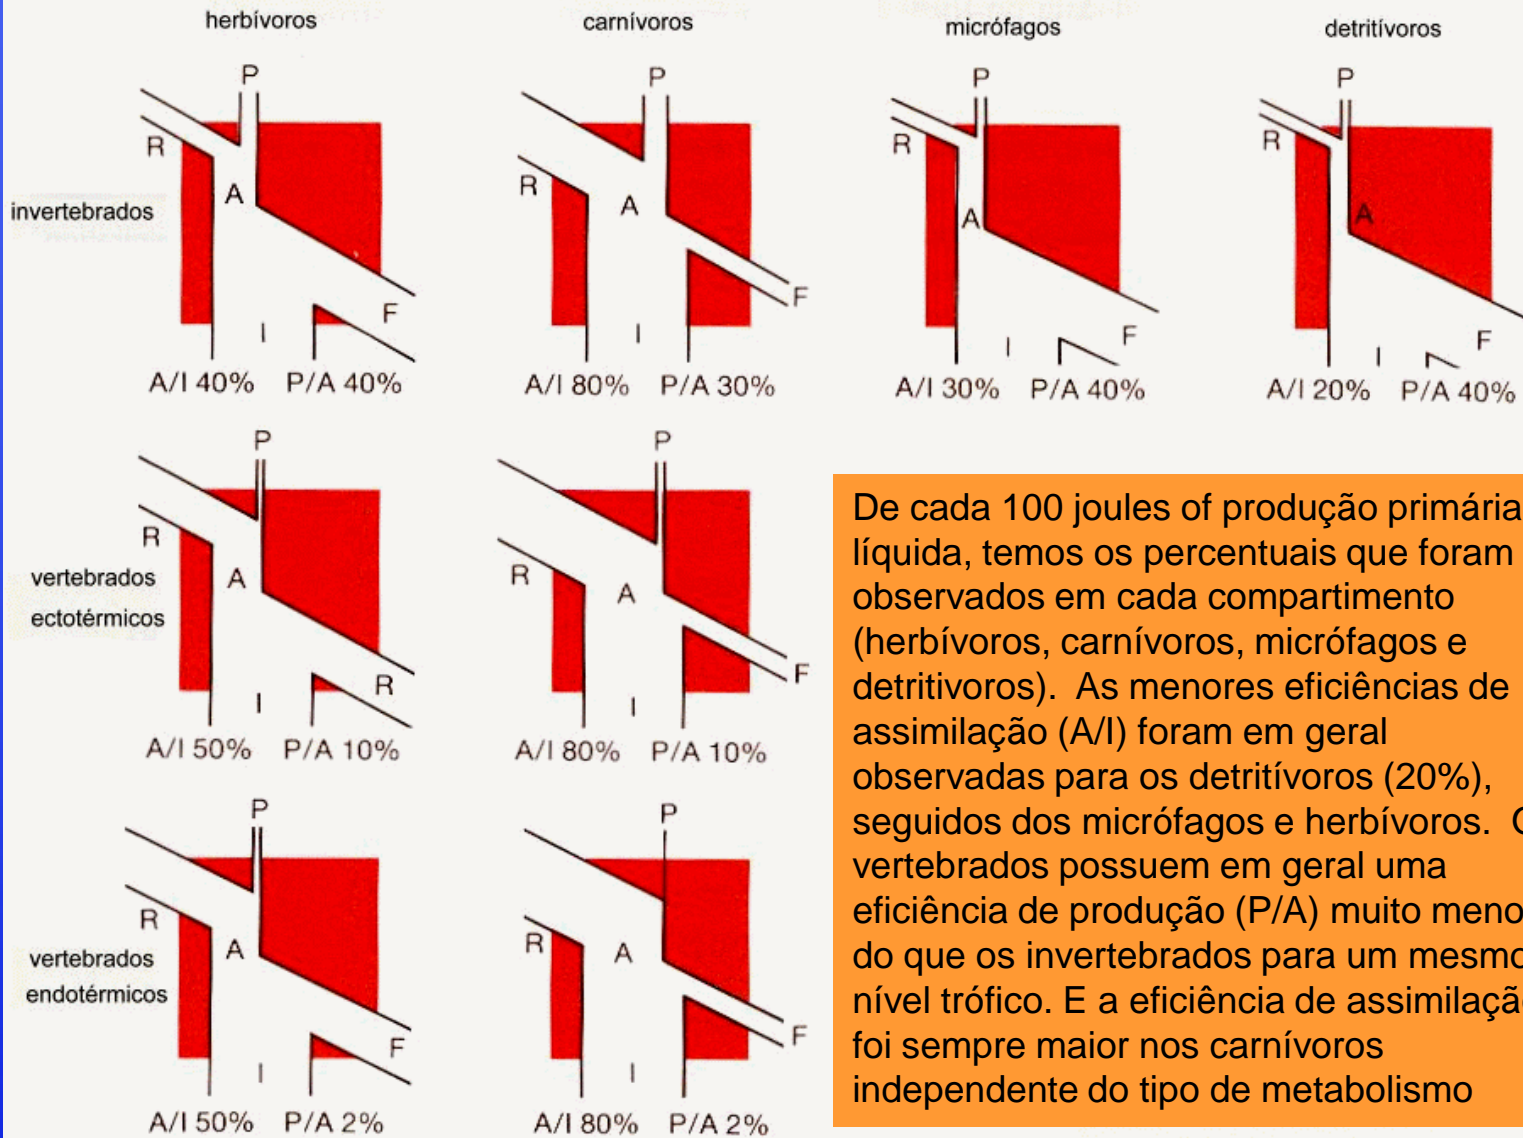 herbívoros carnívoros micrófagos detritívoros
P P P P
R R R R
A A A A
invertebrados
F F F F
I I I I
A/I 40% P/A 40% A/I 80% P/A 30% A/I 30% P/A 40% A/I 20% P/A 40%
P P
R R
vertebrados
A A
ectotérmicos
R F
I I
A/I 50% P/A 10% A/I 80% P/A 10%
P P
R R
vertebrados
A A
endotérmicos
F F
I I
A/I 50% P/A 2% A/I 80% P/A 2%
De cada 100 joules of produção primária
líquida, temos os percentuais que foram
observados em cada compartimento
(herbívoros, carnívoros, micrófagos e
detritivoros). As menores eficiências de
assimilação (A/I) foram em geral
observadas para os detritívoros (20%),
seguidos dos micrófagos e herbívoros.
vertebrados possuem em geral uma
eficiência de produção (P/A) muito meno
do que os invertebrados para um mesmo
nível trófico. E a eficiência de assimilaçã
foi sempre maior nos carnívoros
independente do tipo de metabolismo